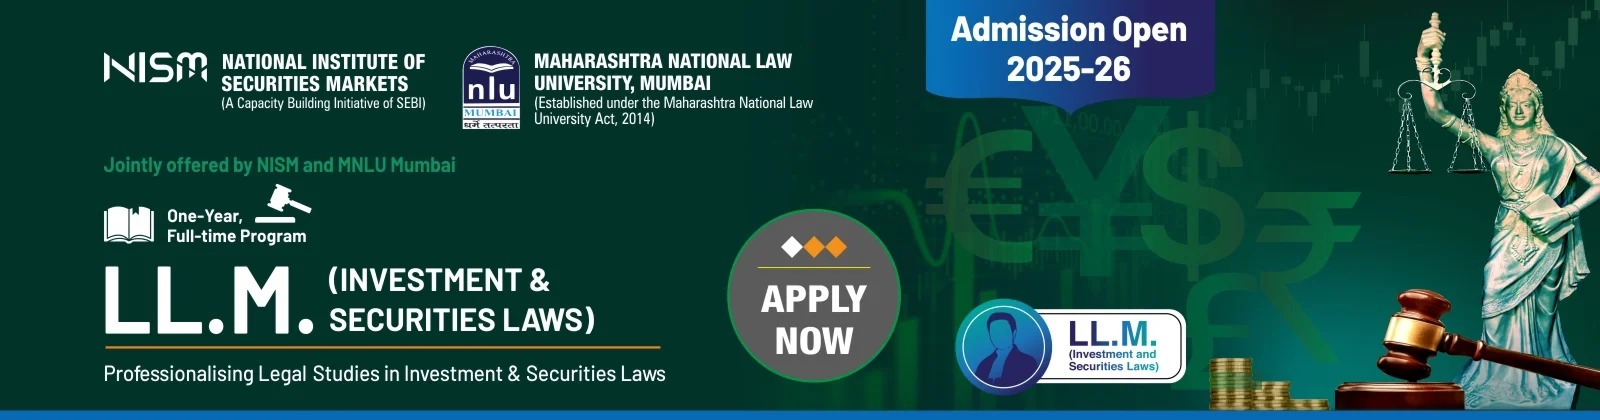 NISM
NATIONAL INSTITUTE OF
SECURITIES MARKETS
(A Capacity Building Initiative of SEBI)
MAHARASHTRA
nlu
MUMBAI
धर्मे तत्परता
MAHARASHTRA NATIONAL LAW
UNIVERSITY, MUMBAI
(Established under the Maharashtra National Law
University Act, 2014)
Admission Open
2025-26
Jointly offered by NISM and MNLU Mumbai
One-Year,
Full-time Program
LL.M. (INVESTMENT &
SECURITIES LAWS)
Professionalising Legal Studies in Investment & Securities Laws
APPLY
NOW
€ ¥ $ ₹ £
LL.M.
(Investment and
Securities Laws)